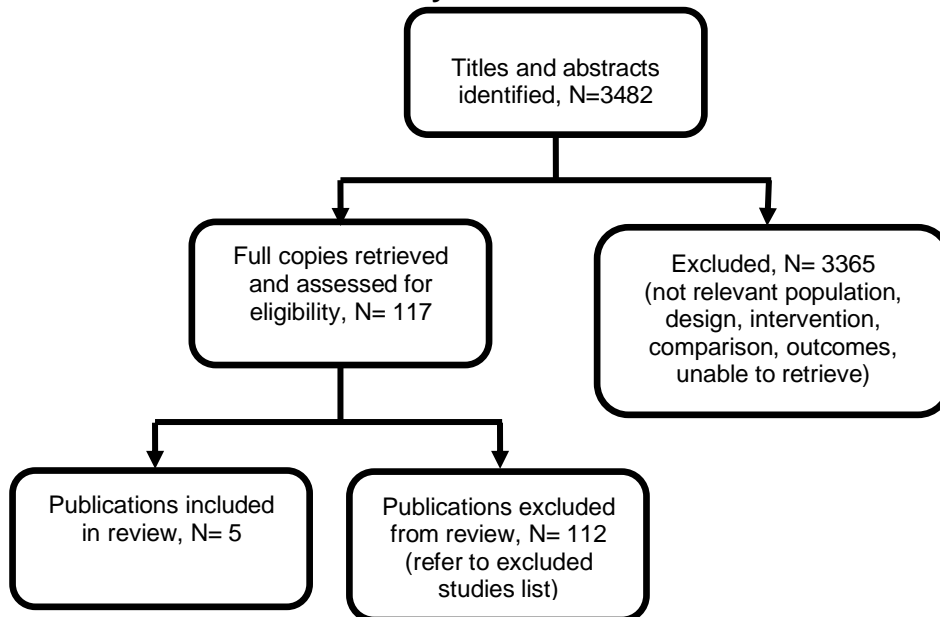 Titles and abstracts
identified, N=3482
Full copies retrieved
and assessed for
eligibility, N= 117
Excluded, N= 3365
(not relevant population,
design, intervention,
comparison, outcomes,
unable to retrieve)
Publications included
in review, N= 5
Publications excluded
from review, N= 112
(refer to excluded
studies list)